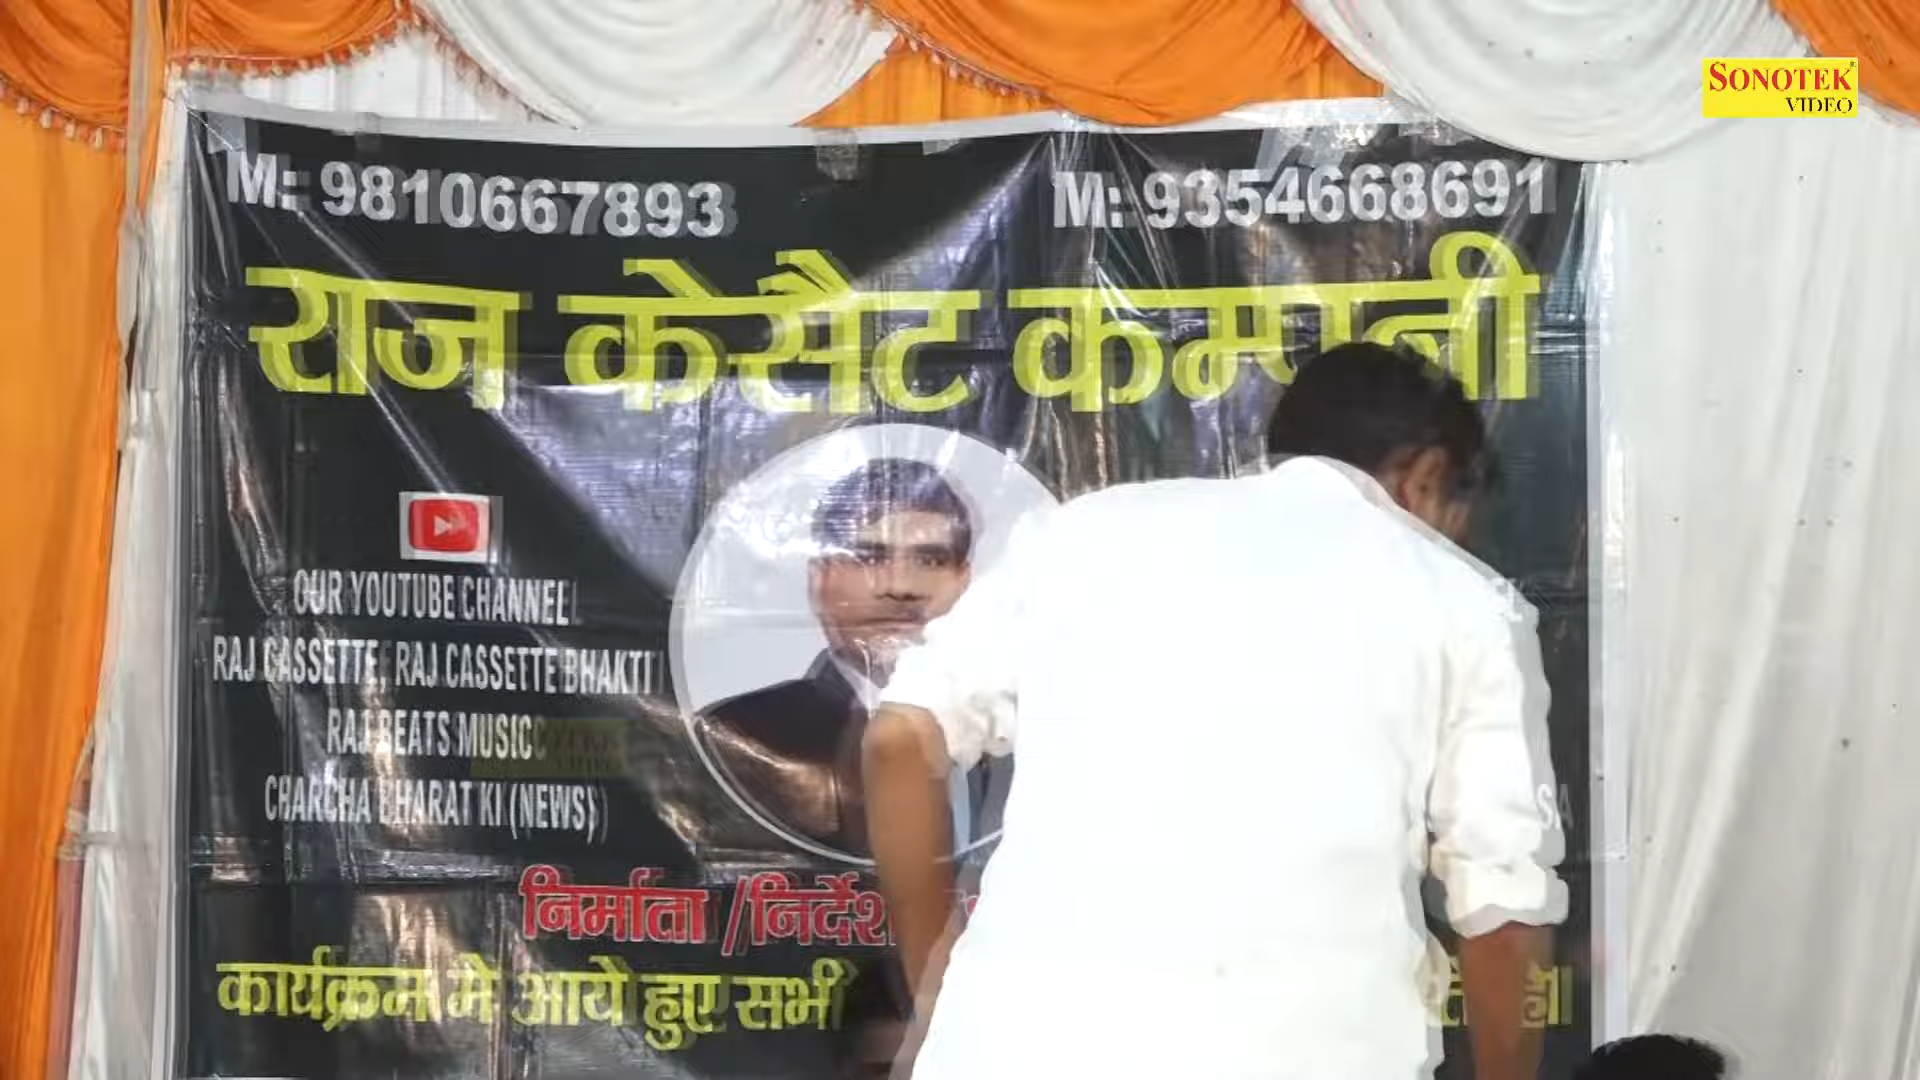 SONOTEK
VIDEO
M: 9810667893 M: 9354668691
राज केसैट कम्पनी
OUR YOUTUBE CHANNEL
RAJ CASSETTE, RAJ CASSETTE BHAKTI
RAJ BEATS MUSIC
CHARCHA BHARAT KI (NEWS)
निर्माता /
कार्यक्रम मे आये हुए सभी